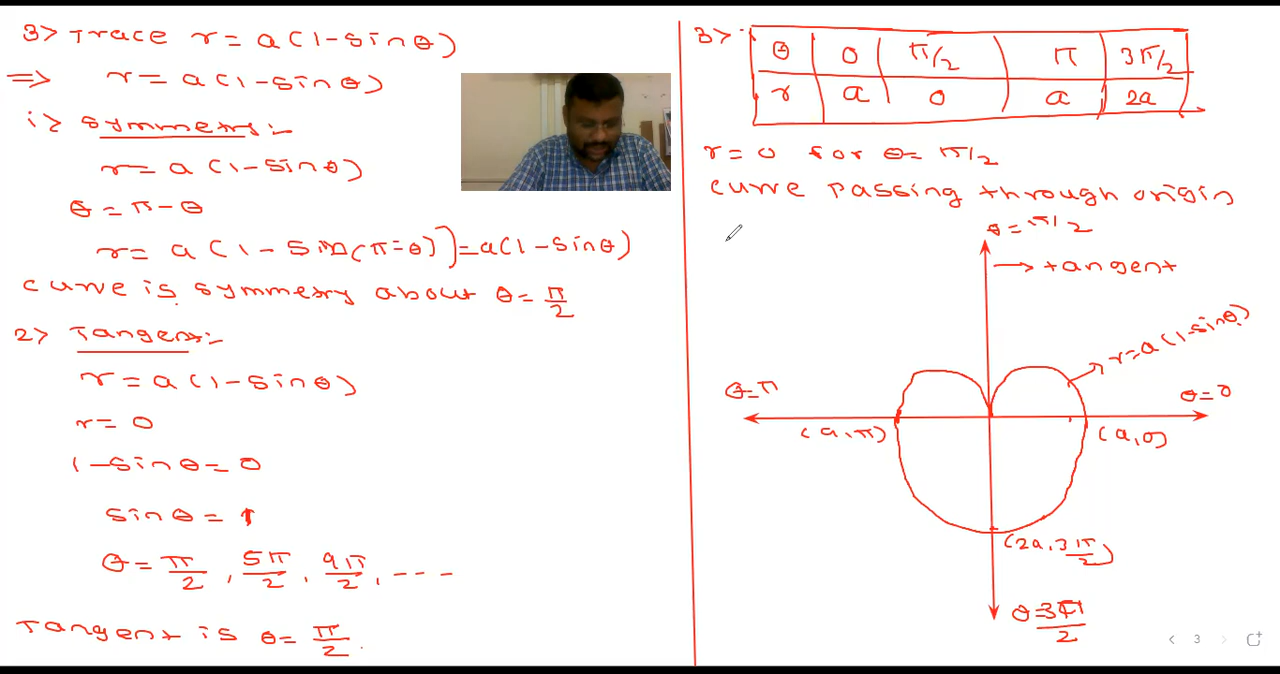 3> Trace r = a(1-sinθ)
=> r = a(1-sinθ)
i> symmetry:-
r = a(1-sinθ)
θ = π-θ
r = a(1-sin(π-θ)) = a(1-sinθ)
curve is symmetry about θ = π/2
2> Tangent:-
r = a(1-sinθ)
r = 0
1-sinθ = 0
sinθ = 1
θ = π/2, 5π/2, 9π/2, ---
Tangent is θ = π/2.
3>
θ 0 π/2 π 3π/2
r a 0 a 2a
r = 0 for θ = π/2
curve passing through origin
θ = π/2
→ tangent
r = a(1-sinθ)
θ = π
θ = 0
(a, π)
(a, 0)
(2a, 3π/2)
θ = 3π/2
3